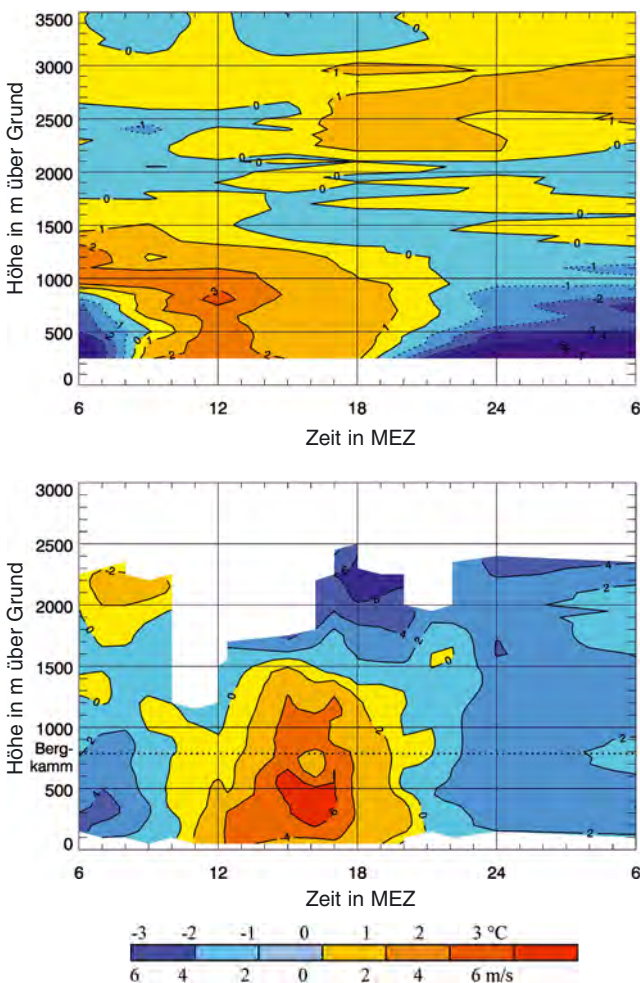 Höhe in m über Grund
3500
3000
2500
2000
1500
1000
500
0
6 12 18 24 6
Zeit in MEZ
Höhe in m über Grund
3000
2500
2000
1500
1000
Berg-
kamm
500
0
6 12 18 24 6
Zeit in MEZ
-3 -2 -1 0 1 2 3 °C
6 4 2 0 2 4 6 m/s